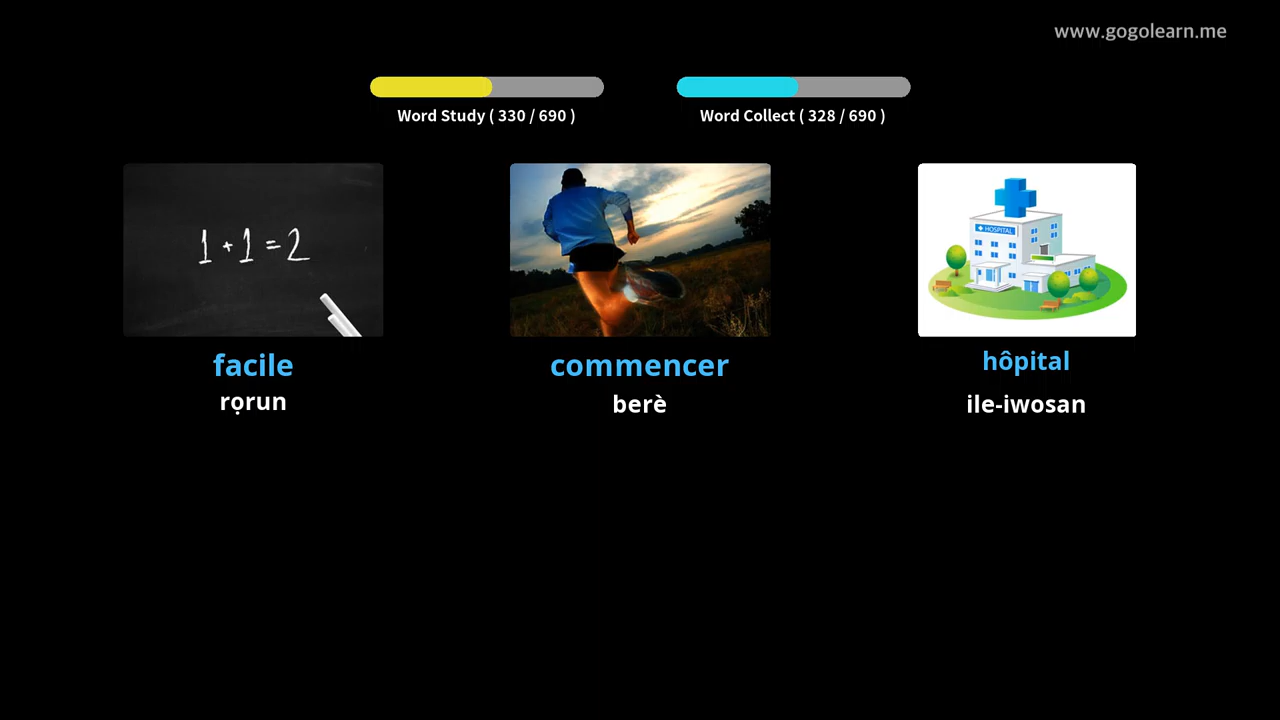 www.gogolearn.me
Word Study ( 330 / 690 )
Word Collect ( 328 / 690 )
1 + 1 = 2
HOSPITAL
facile
commencer
hôpital
rọrun
berè
ile-iwosan